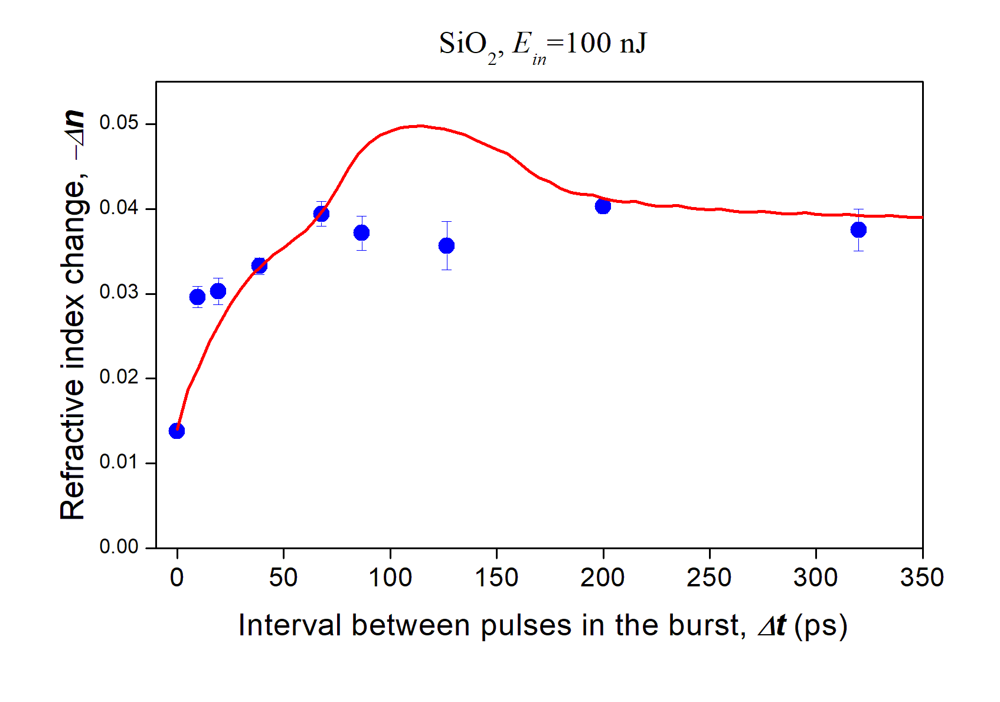 SiO₂, Eᵢₙ=100 nJ
Refractive index change, −Δn
0.05
0.04
0.03
0.02
0.01
0.00
0 50 100 150 200 250 300 350
Interval between pulses in the burst, Δt (ps)